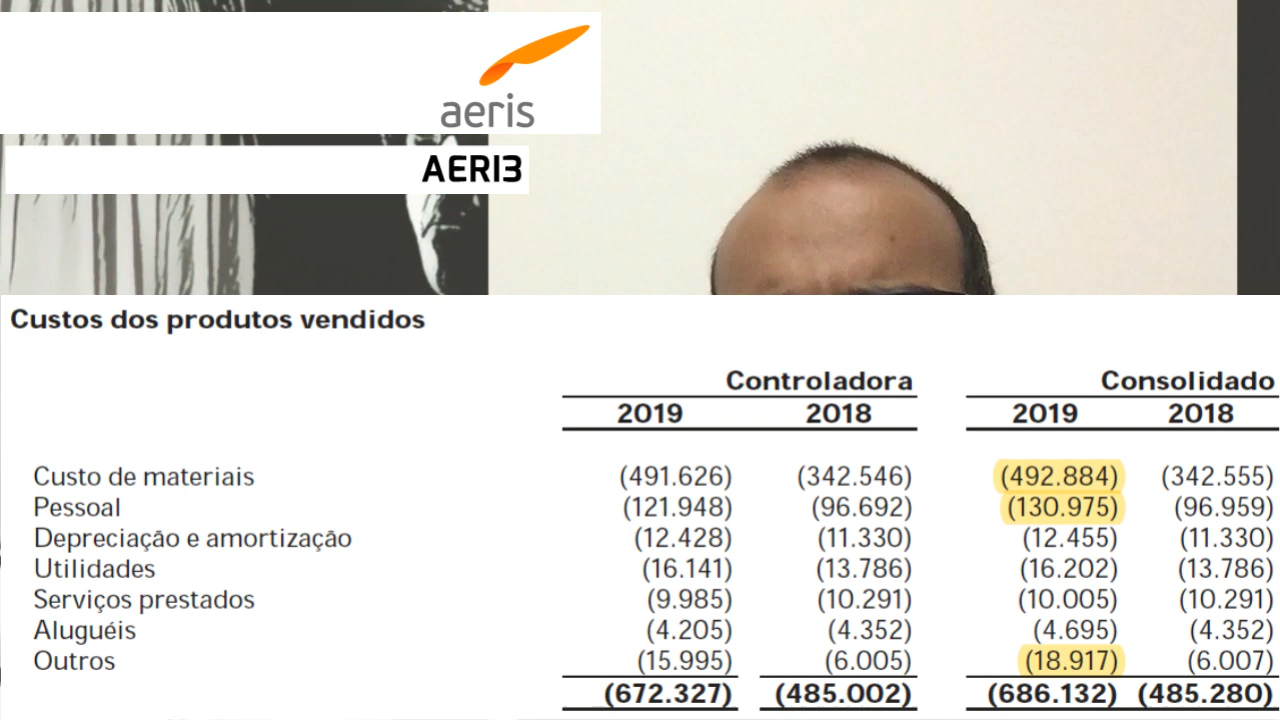 aeris
AERI3
Custos dos produtos vendidos
Controladora Consolidado
2019 2018 2019 2018
Custo de materiais (491.626) (342.546) (492.884) (342.555)
Pessoal (121.948) (96.692) (130.975) (96.959)
Depreciação e amortização (12.428) (11.330) (12.455) (11.330)
Utilidades (16.141) (13.786) (16.202) (13.786)
Serviços prestados (9.985) (10.291) (10.005) (10.291)
Aluguéis (4.205) (4.352) (4.695) (4.352)
Outros (15.995) (6.005) (18.917) (6.007)
(672.327) (485.002) (686.132) (485.280)